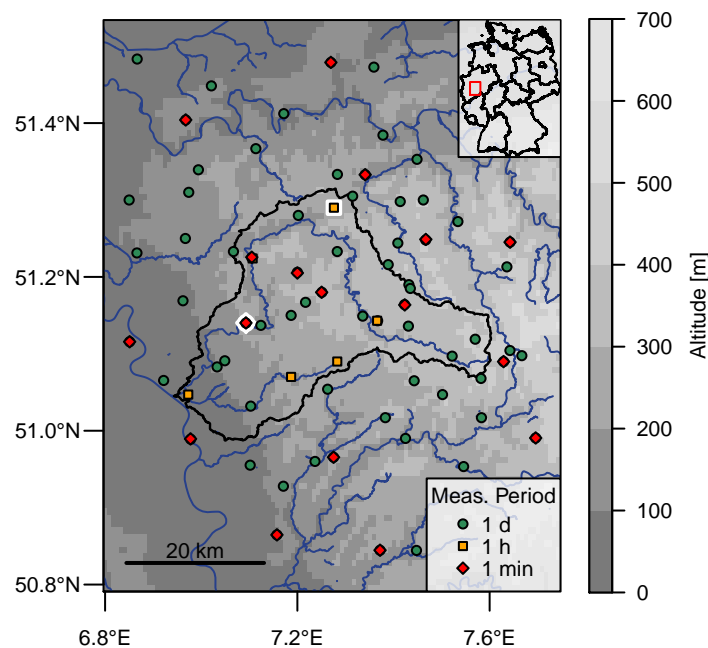 51.4°N
51.2°N
51.0°N
50.8°N
6.8°E
7.2°E
7.6°E
20 km
Meas. Period
1 d
1 h
1 min
700
600
500
400
300
200
100
0
Altitude [m]